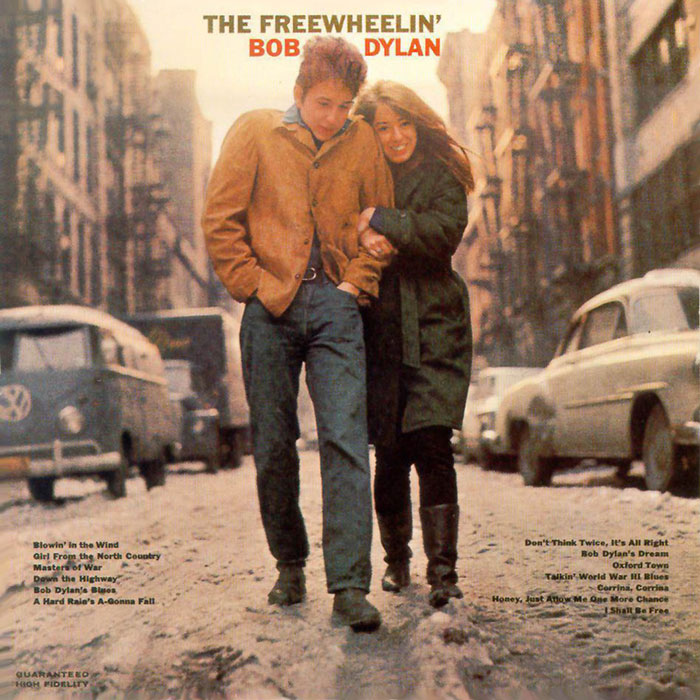 THE FREEWHEELIN'
BOB DYLAN
Blowin' in the Wind
Girl From the North Country
Masters of War
Down the Highway
Bob Dylan's Blues
A Hard Rain's A-Gonna Fall
Don't Think Twice, It's All Right
Bob Dylan's Dream
Oxford Town
Talkin' World War III Blues
Corrina, Corrina
Honey, Just Allow Me One More Chance
I Shall Be Free
GUARANTEED
HIGH FIDELITY